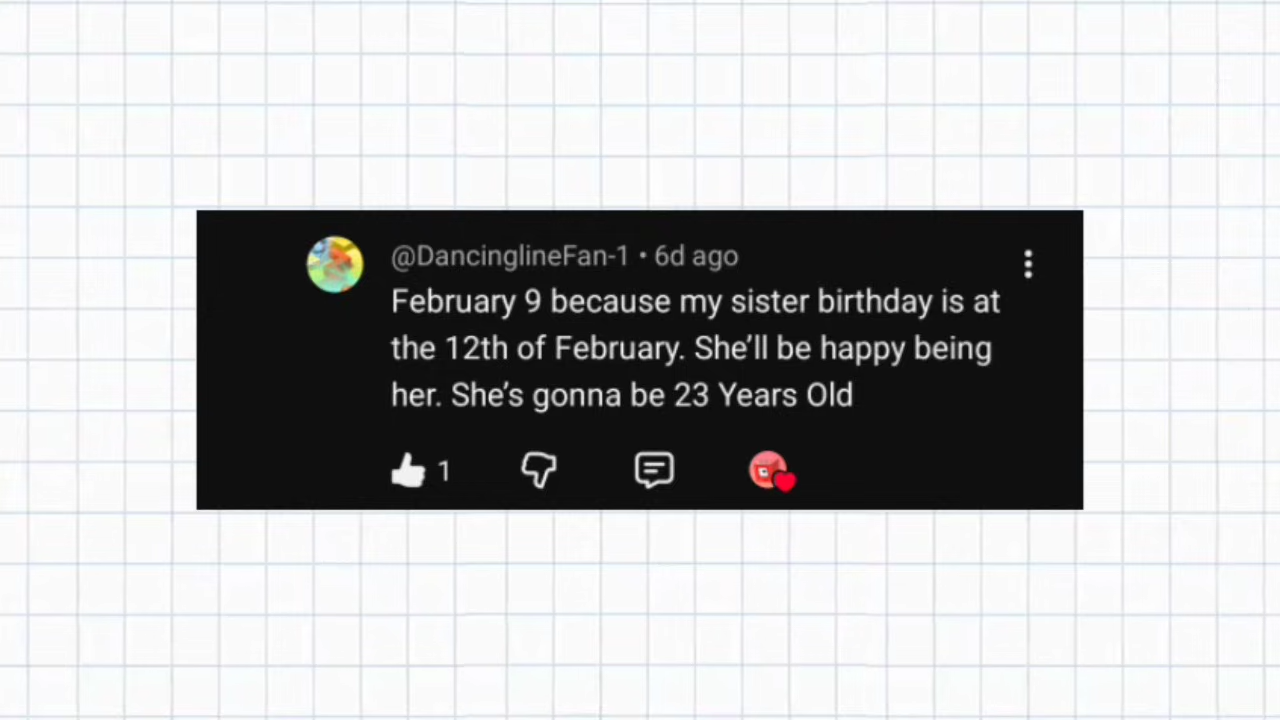 @DancinglineFan-1 • 6d ago
February 9 because my sister birthday is at
the 12th of February. She’ll be happy being
her. She’s gonna be 23 Years Old
1